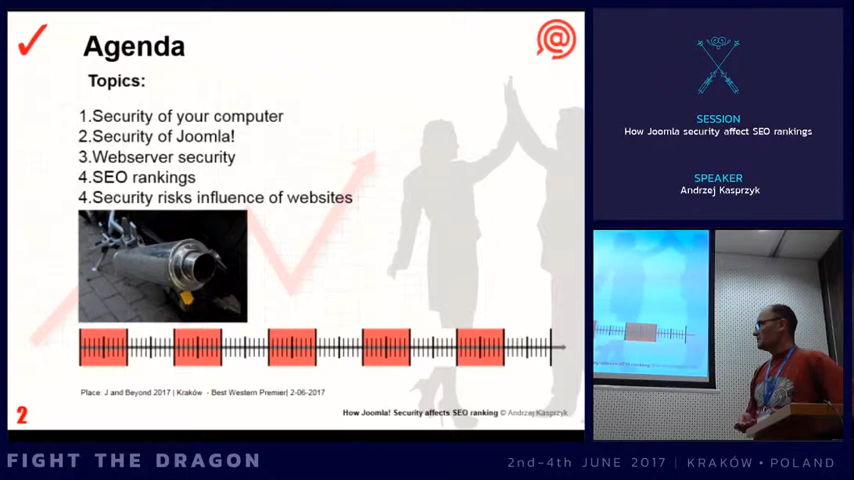 Agenda
Topics:
1.Security of your computer
2.Security of Joomla!
3.Webserver security
4.SEO rankings
4.Security risks influence of websites
Place: J and Beyond 2017 | Kraków - Best Western Premier| 2-06-2017
2
How Joomla! Security affects SEO ranking © Andrzej Kasprzyk
SESSION
How Joomla security affect SEO rankings
SPEAKER
Andrzej Kasprzyk
FIGHT THE DRAGON
2nd-4th JUNE 2017 | KRAKÓW • POLAND